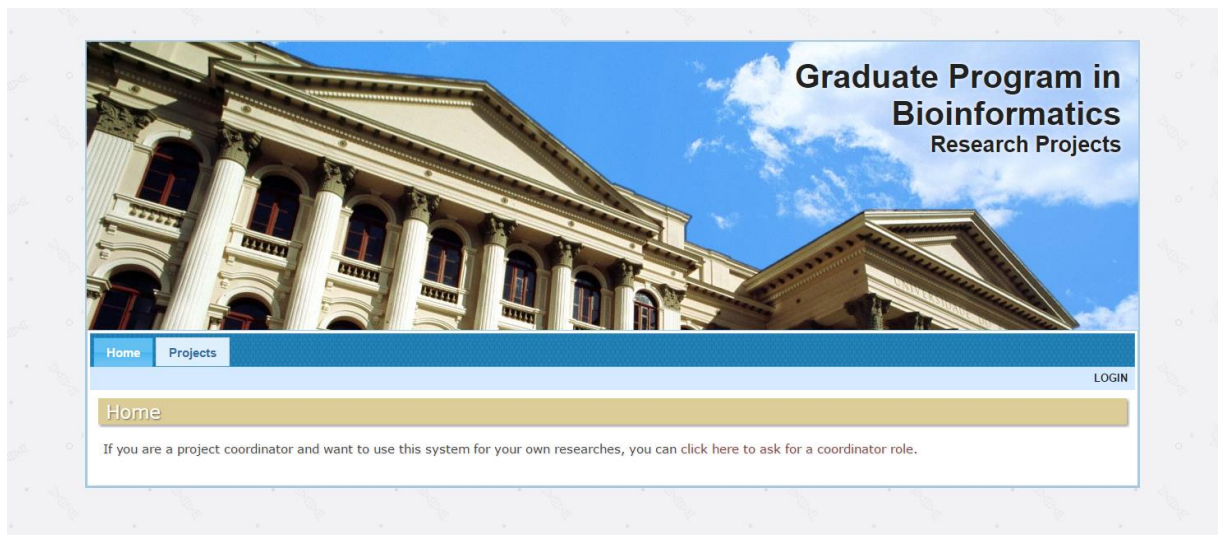 Graduate Program in
Bioinformatics
Research Projects
UNIVERSIDADE
Home Projects
LOGIN
Home
If you are a project coordinator and want to use this system for your own researches, you can click here to ask for a coordinator role.